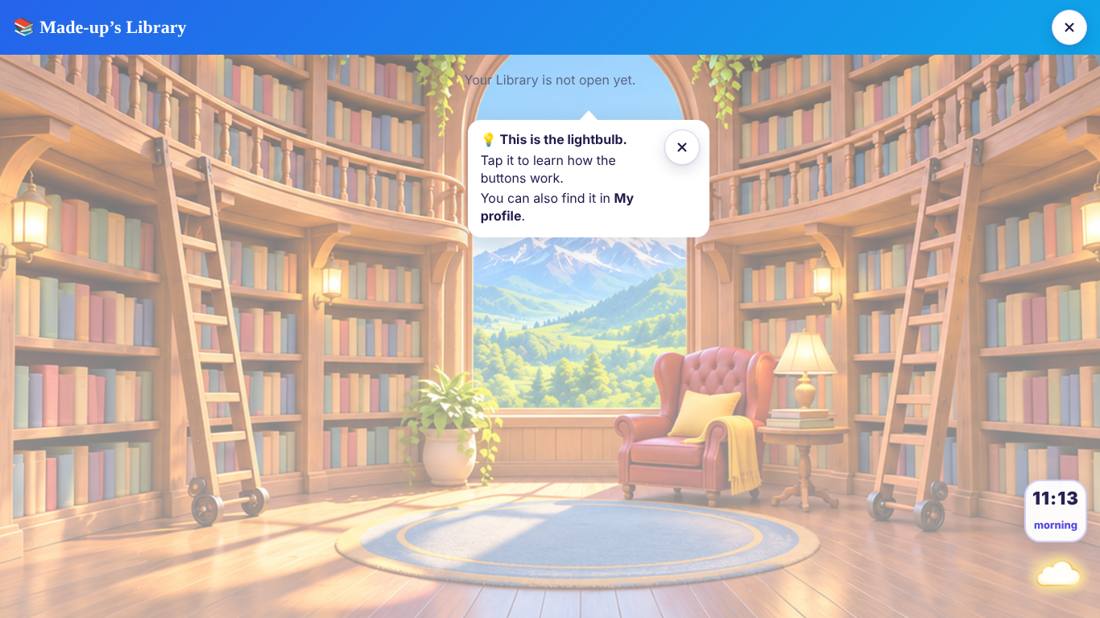 📚 Made-up’s Library
Your Library is not open yet.
💡 This is the lightbulb.
Tap it to learn how the
buttons work.
You can also find it in My
profile.
11:13
morning